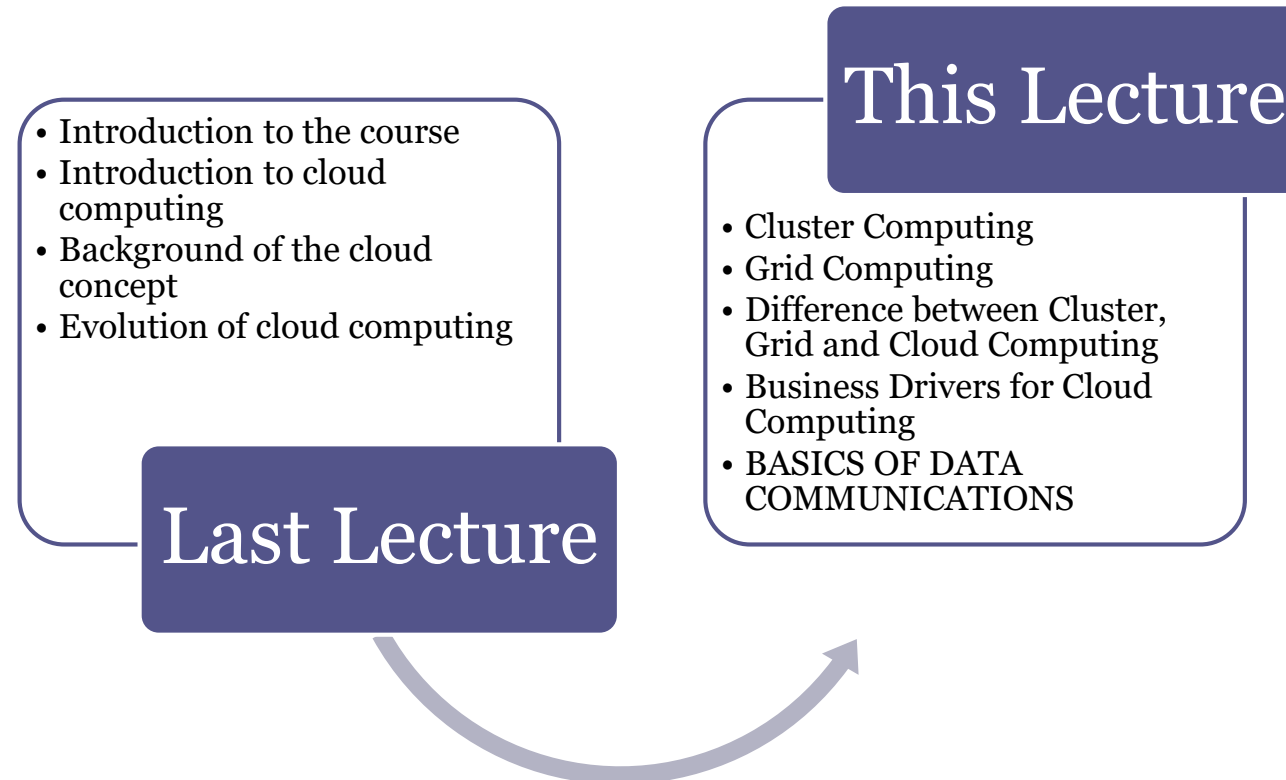 • Introduction to the course
• Introduction to cloud
computing
• Background of the cloud
concept
• Evolution of cloud computing
Last Lecture
This Lecture
• Cluster Computing
• Grid Computing
• Difference between Cluster,
Grid and Cloud Computing
• Business Drivers for Cloud
Computing
• BASICS OF DATA
COMMUNICATIONS